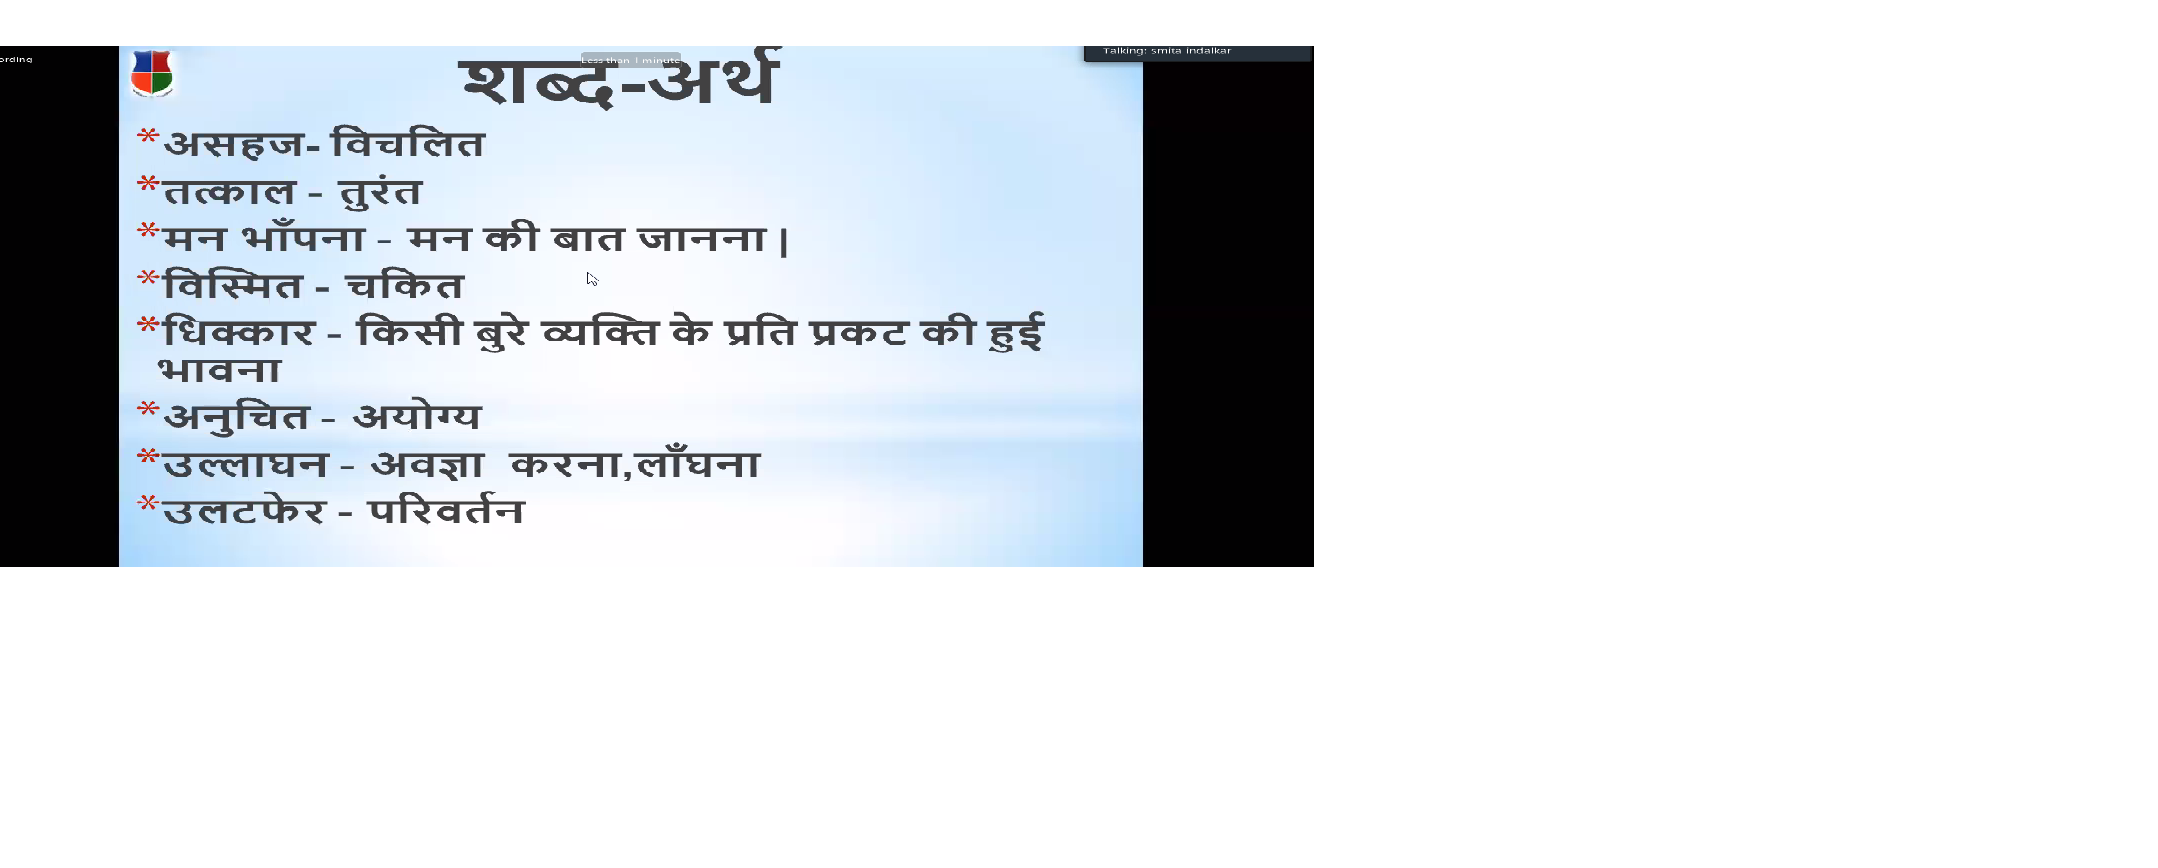 Talking: smita indalkar
ording
Less than 1 minute
शब्द-अर्थ
*असहज- विचलित
*तत्काल - तुरंत
*मन भाँपना - मन की बात जानना |
*विस्मित - चकित
*धिक्कार - किसी बुरे व्यक्ति के प्रति प्रकट की हुई
भावना
*अनुचित - अयोग्य
*उल्लाघन - अवज्ञा करना,लाँघना
*उलटफेर - परिवर्तन